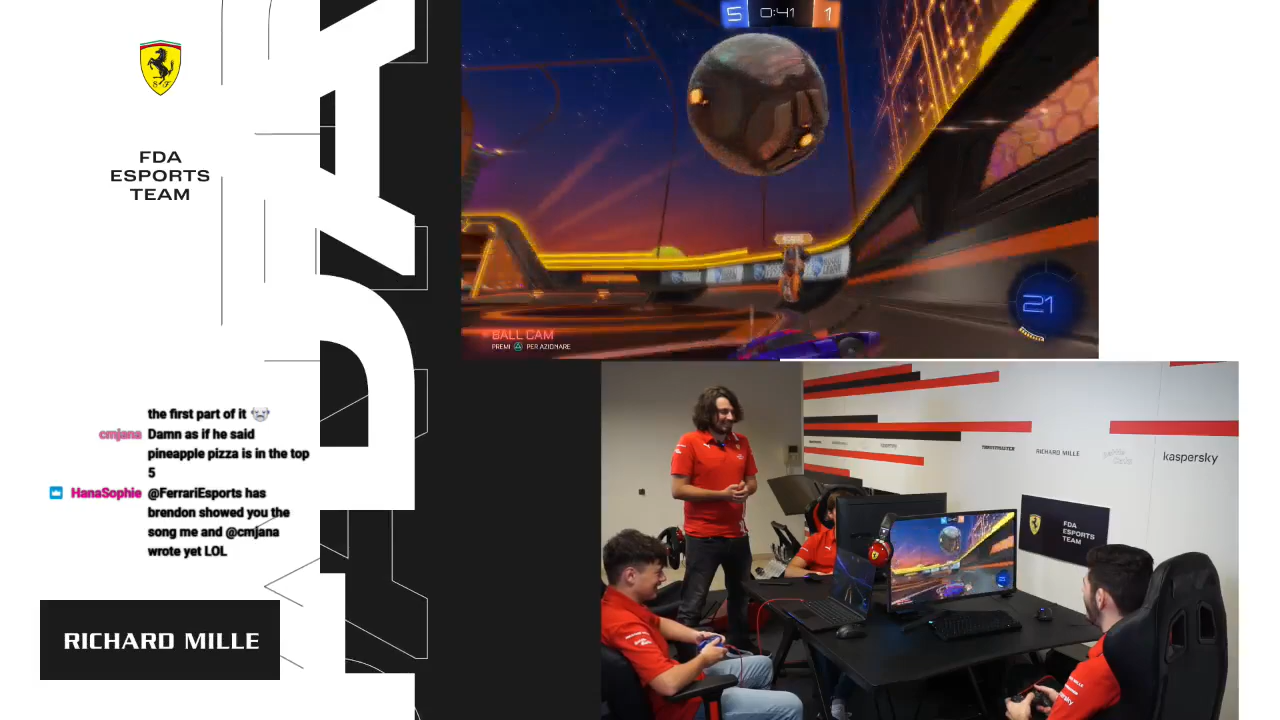 5 0:41 1
FDA
ESPORTS
TEAM
21
BALL CAM
PREMI PER AZIONARE
the first part of it
cmjana Damn as if he said
pineapple pizza is in the top
5
HanaSophie @FerrariEsports has
brendon showed you the
song me and @cmjana
wrote yet LOL
RICHARD MILLE
THRUSTMASTER
RICHARD MILLE
kaspersky
FDA
ESPORTS
TEAM